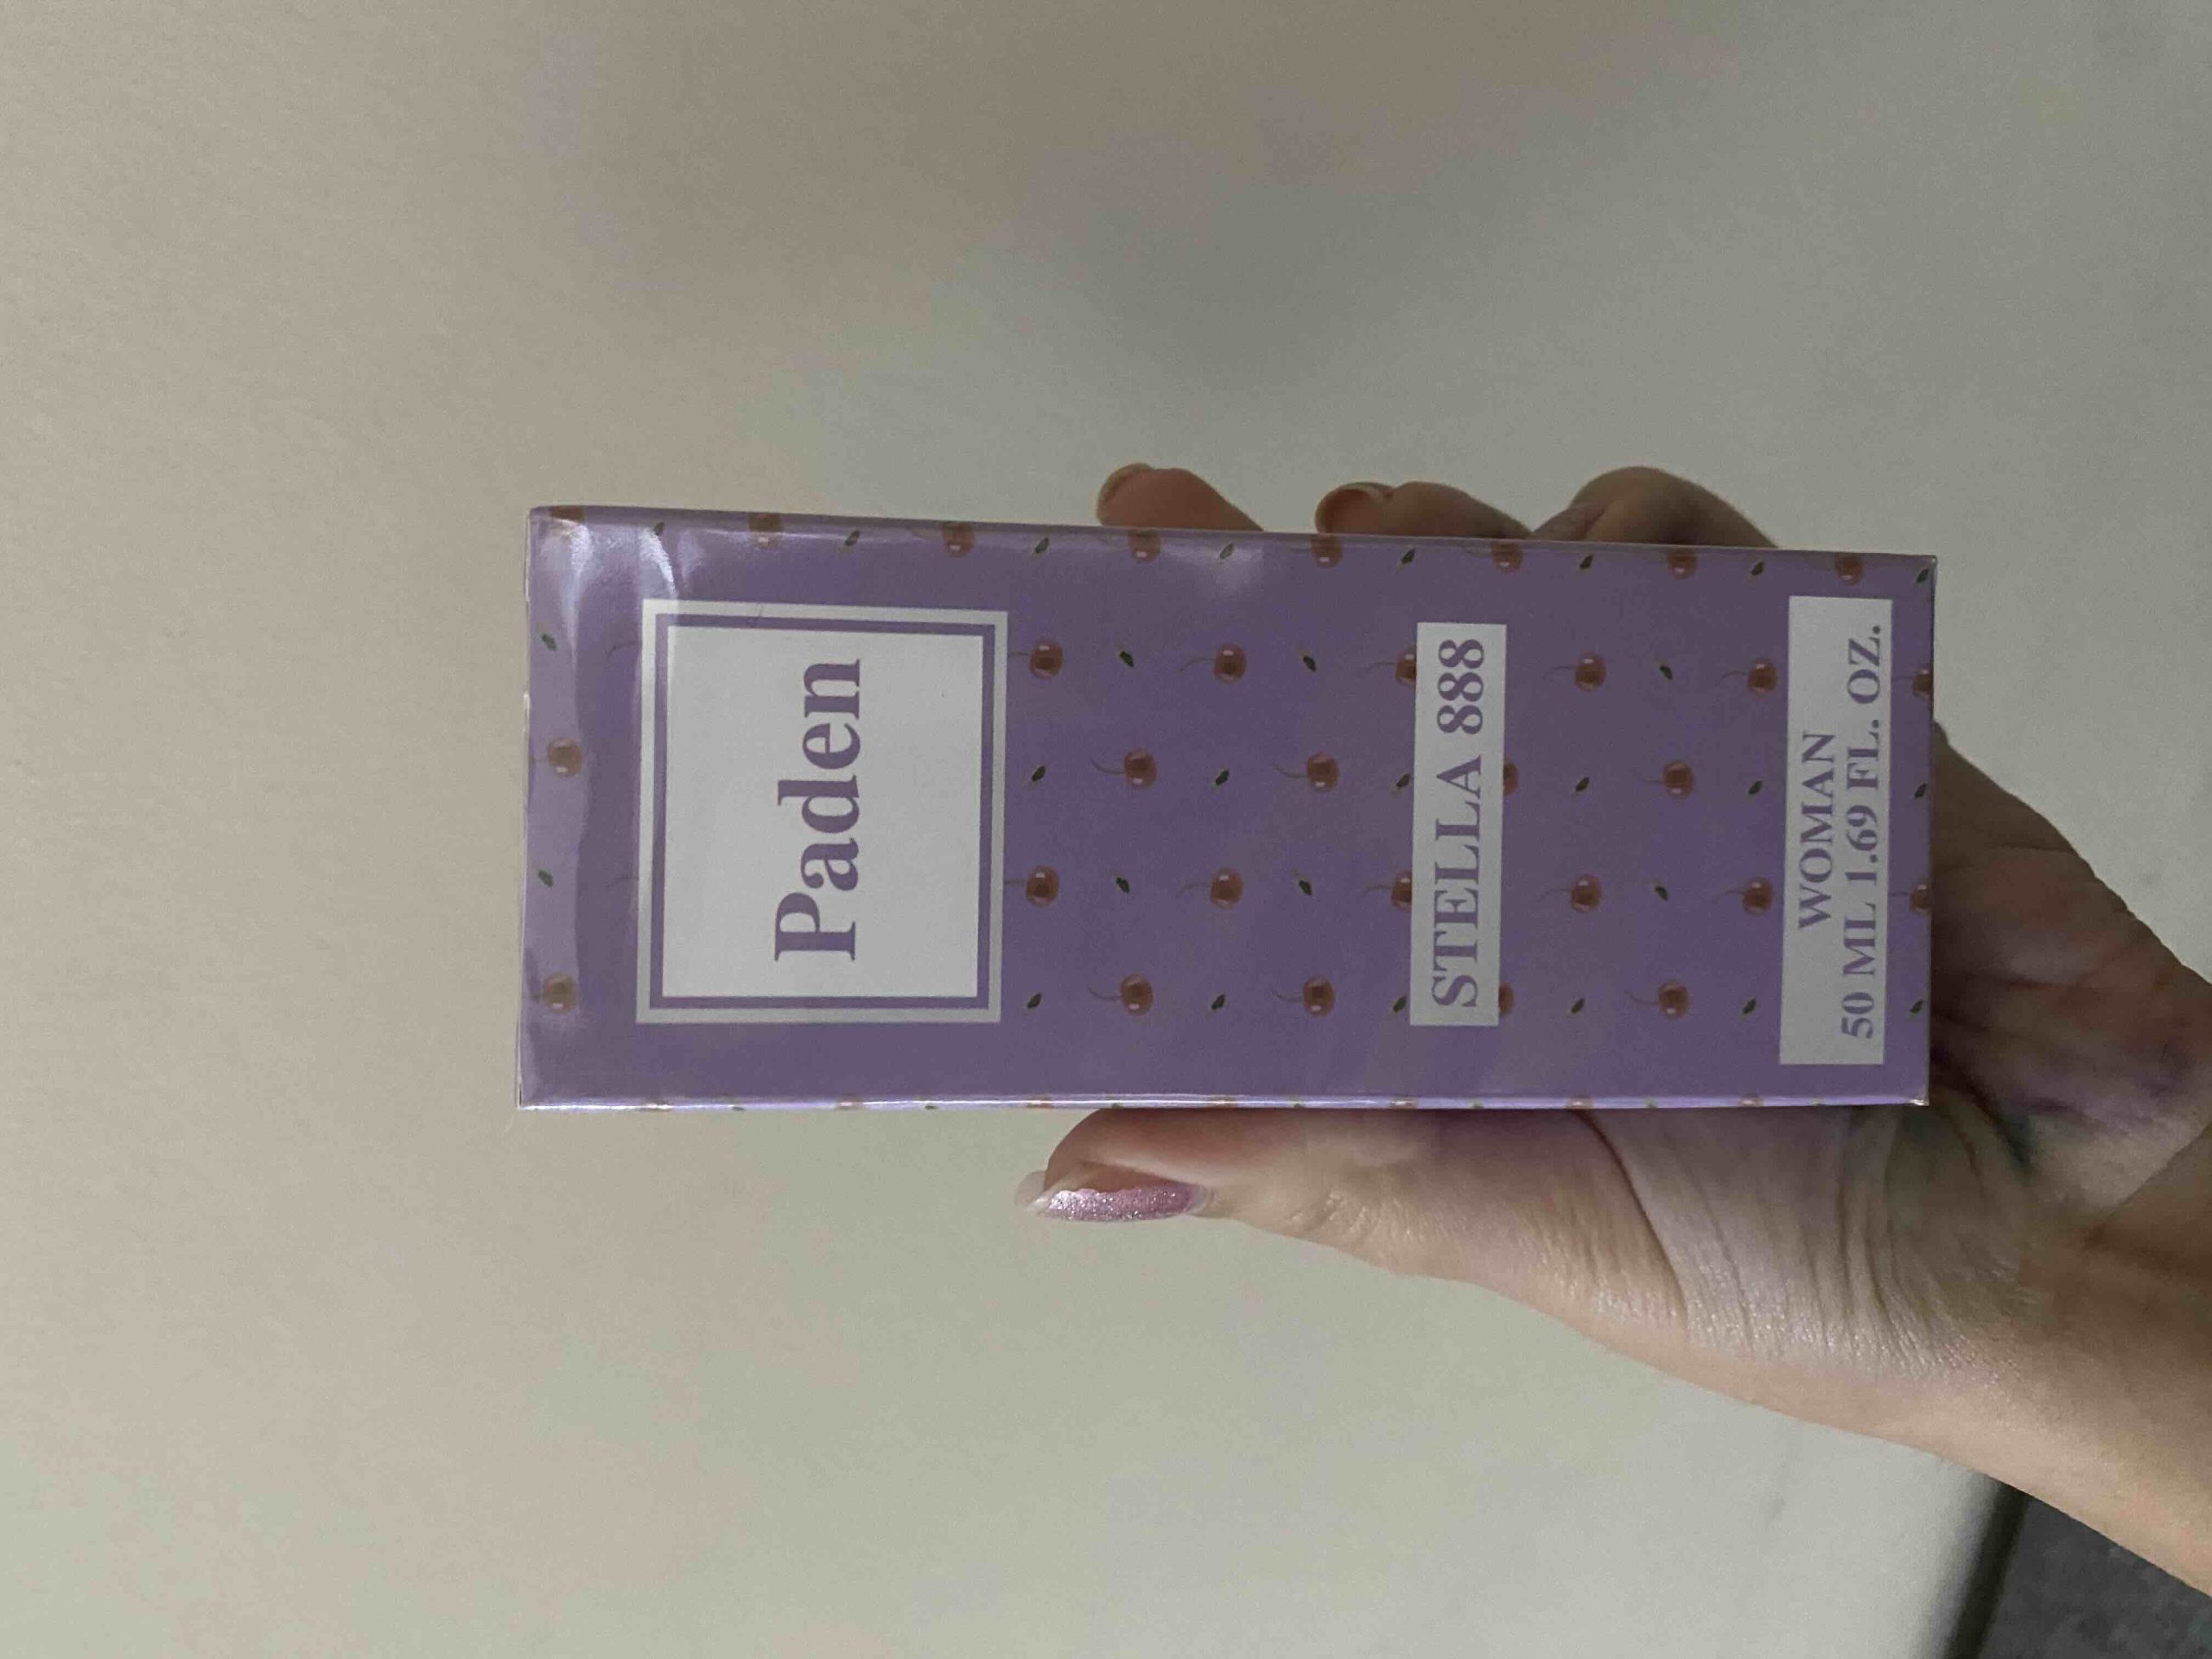 Paden
STELLA 888
WOMAN
50 ML 1.69 FL. OZ.